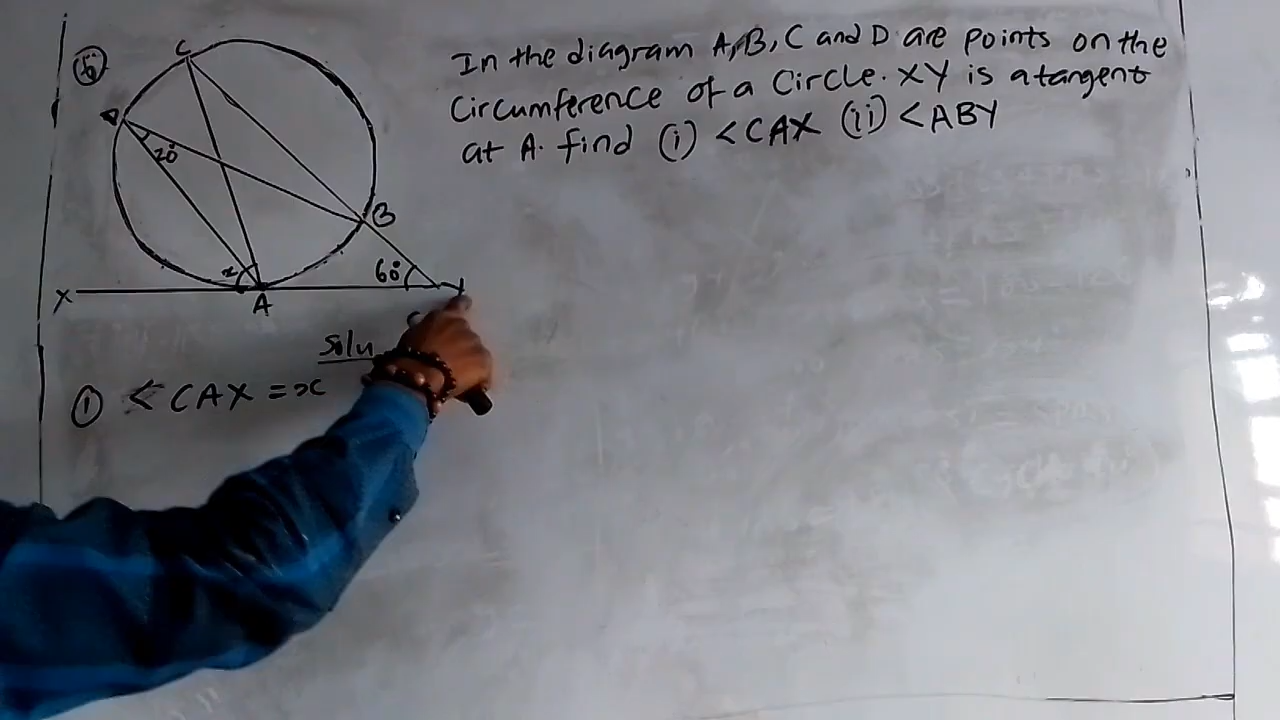 ⑤
C
D
20°
B
x
60°
X
A
Y
In the diagram A, B, C and D are points on the
Circumference of a Circle. XY is a tangent
at A. find (i) <CAX (ii) <ABY
Solu
① < CAX = x